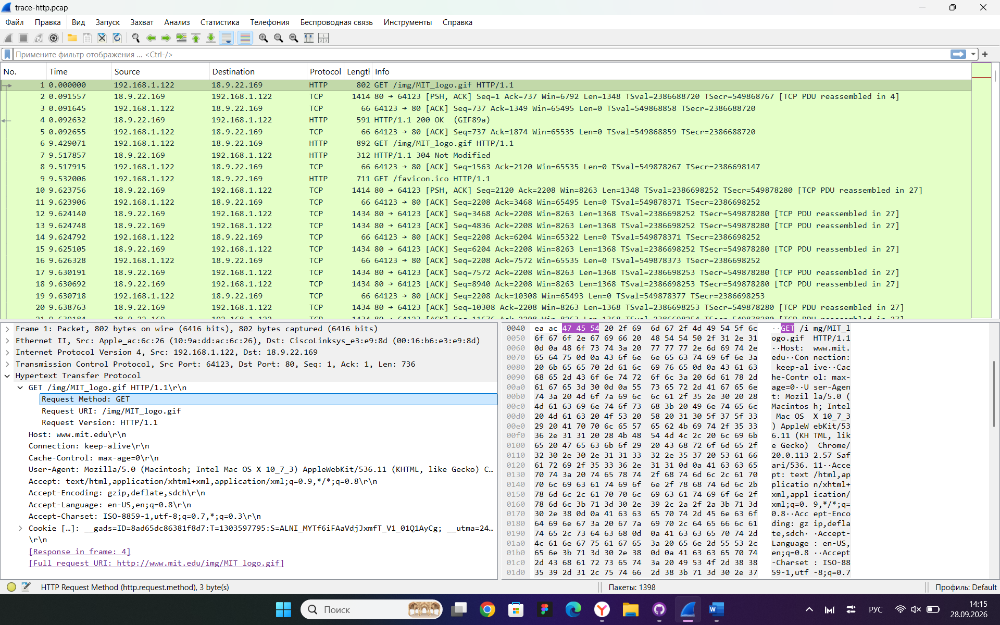 trace-http.pcap
Файл Правка Вид Запуск Захват Анализ Статистика Телефония Беспроводная связь Инструменты Справка
Примените фильтр отображения ... <Ctrl-/>
No. Time Source Destination Protocol Lengtl Info
1 0.000000 192.168.1.122 18.9.22.169 HTTP 802 GET /img/MIT_logo.gif HTTP/1.1
2 0.091557 18.9.22.169 192.168.1.122 TCP 1414 80 → 64123 [PSH, ACK] Seq=1 Ack=737 Win=6792 Len=1348 TSval=2386688720 TSecr=549868767 [TCP PDU reassembled in 4]
3 0.091645 192.168.1.122 18.9.22.169 TCP 66 64123 → 80 [ACK] Seq=737 Ack=1349 Win=65495 Len=0 TSval=549868858 TSecr=2386688720
4 0.092632 18.9.22.169 192.168.1.122 HTTP 591 HTTP/1.1 200 OK  (GIF89a)
5 0.092655 192.168.1.122 18.9.22.169 TCP 66 64123 → 80 [ACK] Seq=737 Ack=1874 Win=65535 Len=0 TSval=549868859 TSecr=2386688720
6 9.429071 192.168.1.122 18.9.22.169 HTTP 892 GET /img/MIT_logo.gif HTTP/1.1
7 9.517857 18.9.22.169 192.168.1.122 HTTP 312 HTTP/1.1 304 Not Modified
8 9.517915 192.168.1.122 18.9.22.169 TCP 66 64123 → 80 [ACK] Seq=1563 Ack=2120 Win=65535 Len=0 TSval=549878267 TSecr=2386698147
9 9.532006 192.168.1.122 18.9.22.169 HTTP 711 GET /favicon.ico HTTP/1.1
10 9.623756 18.9.22.169 192.168.1.122 TCP 1414 80 → 64123 [PSH, ACK] Seq=2120 Ack=2208 Win=8263 Len=1348 TSval=2386698252 TSecr=549878280 [TCP PDU reassembled in 27]
11 9.623906 192.168.1.122 18.9.22.169 TCP 66 64123 → 80 [ACK] Seq=2208 Ack=3468 Win=65495 Len=0 TSval=549878371 TSecr=2386698252
12 9.624140 18.9.22.169 192.168.1.122 TCP 1434 80 → 64123 [ACK] Seq=3468 Ack=2208 Win=8263 Len=1368 TSval=2386698252 TSecr=549878280 [TCP PDU reassembled in 27]
13 9.624748 18.9.22.169 192.168.1.122 TCP 1434 80 → 64123 [ACK] Seq=4836 Ack=2208 Win=8263 Len=1368 TSval=2386698252 TSecr=549878280 [TCP PDU reassembled in 27]
14 9.624792 192.168.1.122 18.9.22.169 TCP 66 64123 → 80 [ACK] Seq=2208 Ack=6204 Win=65322 Len=0 TSval=549878371 TSecr=2386698252
15 9.625105 18.9.22.169 192.168.1.122 TCP 1434 80 → 64123 [ACK] Seq=6204 Ack=2208 Win=8263 Len=1368 TSval=2386698252 TSecr=549878280 [TCP PDU reassembled in 27]
16 9.626328 192.168.1.122 18.9.22.169 TCP 66 64123 → 80 [ACK] Seq=2208 Ack=7572 Win=65535 Len=0 TSval=549878373 TSecr=2386698252
17 9.630191 18.9.22.169 192.168.1.122 TCP 1434 80 → 64123 [ACK] Seq=7572 Ack=2208 Win=8263 Len=1368 TSval=2386698253 TSecr=549878280 [TCP PDU reassembled in 27]
18 9.630692 18.9.22.169 192.168.1.122 TCP 1434 80 → 64123 [ACK] Seq=8940 Ack=2208 Win=8263 Len=1368 TSval=2386698253 TSecr=549878280 [TCP PDU reassembled in 27]
19 9.630718 192.168.1.122 18.9.22.169 TCP 66 64123 → 80 [ACK] Seq=2208 Ack=10308 Win=65493 Len=0 TSval=549878377 TSecr=2386698253
20 9.638763 18.9.22.169 192.168.1.122 TCP 1434 80 → 64123 [ACK] Seq=10308 Ack=2208 Win=8263 Len=1368 TSval=2386698253 TSecr=549878280 [TCP PDU reassembled in 27]
Frame 1: Packet, 802 bytes on wire (6416 bits), 802 bytes captured (6416 bits)
Ethernet II, Src: Apple_ac:6c:26 (10:9a:dd:ac:6c:26), Dst: CiscoLinksys_e3:e9:8d (00:16:b6:e3:e9:8d)
Internet Protocol Version 4, Src: 192.168.1.122, Dst: 18.9.22.169
Transmission Control Protocol, Src Port: 64123, Dst Port: 80, Seq: 1, Ack: 1, Len: 736
Hypertext Transfer Protocol
GET /img/MIT_logo.gif HTTP/1.1\r\n
Request Method: GET
Request URI: /img/MIT_logo.gif
Request Version: HTTP/1.1
Host: www.mit.edu\r\n
Connection: keep-alive\r\n
Cache-Control: max-age=0\r\n
User-Agent: Mozilla/5.0 (Macintosh; Intel Mac OS X 10_7_3) AppleWebKit/536.11 (KHTML, like Gecko) C…
Accept: text/html,application/xhtml+xml,application/xml;q=0.9,*/*;q=0.8\r\n
Accept-Encoding: gzip,deflate,sdch\r\n
Accept-Language: en-US,en;q=0.8\r\n
Accept-Charset: ISO-8859-1,utf-8;q=0.7,*;q=0.3\r\n
Cookie […]: __gads=ID=8ad65dc86381f8d7:T=1303597795:S=ALNI_MYTf6iFAaVdjJxmfT_V1_01Q1AyCg; __utma=24…
\r\n
[Response in frame: 4]
[Full request URI: http://www.mit.edu/img/MIT_logo.gif]
0040 ea ac 47 45 54 20 2f 69 6d 67 2f 4d 49 54 5f 6c ··GET /i mg/MIT_l
0050 6f 67 6f 2e 67 69 66 20 48 54 54 50 2f 31 2e 31 ogo.gif HTTP/1.1
0060 0d 0a 48 6f 73 74 3a 20 77 77 77 2e 6d 69 74 2e ··Host: www.mit.
0070 65 64 75 0d 0a 43 6f 6e 6e 65 63 74 69 6f 6e 3a edu··Con nection:
0080 20 6b 65 65 70 2d 61 6c 69 76 65 0d 0a 43 61 63 keep-al ive··Cac
0090 68 65 2d 43 6f 6e 74 72 6f 6c 3a 20 6d 61 78 2d he-Contr ol: max-
00a0 61 67 65 3d 30 0d 0a 55 73 65 72 2d 41 67 65 6e age=0··U ser-Agen
00b0 74 3a 20 4d 6f 7a 69 6c 6c 61 2f 35 2e 30 20 28 t: Mozil la/5.0 (
00c0 4d 61 63 69 6e 74 6f 73 68 3b 20 49 6e 74 65 6c Macintos h; Intel
00d0 20 4d 61 63 20 4f 53 20 58 20 31 30 5f 37 5f 33 Mac OS X 10_7_3
00e0 29 20 41 70 70 6c 65 57 65 62 4b 69 74 2f 35 33 ) AppleW ebKit/53
00f0 36 2e 31 31 20 28 4b 48 54 4d 4c 2c 20 6c 69 6b 6.11 (KH TML, lik
0100 65 20 47 65 63 6b 6f 29 20 43 68 72 6f 6d 65 2f e Gecko) Chrome/
0110 32 30 2e 30 2e 31 31 33 32 2e 35 37 20 53 61 66 20.0.113 2.57 Saf
0120 61 72 69 2f 35 33 36 2e 31 31 0d 0a 41 63 63 65 ari/536. 11··Acce
0130 70 74 3a 20 74 65 78 74 2f 68 74 6d 6c 2c 61 70 pt: text /html,ap
0140 70 6c 69 63 61 74 69 6f 6e 2f 78 68 74 6d 6c 2b plicatio n/xhtml+
0150 78 6d 6c 2c 61 70 70 6c 69 63 61 74 69 6f 6e 2f xml,appl ication/
0160 78 6d 6c 3b 71 3d 30 2e 39 2c 2a 2f 2a 3b 71 3d xml;q=0. 9,*/*;q=
0170 30 2e 38 0d 0a 41 63 63 65 70 74 2d 45 6e 63 6f 0.8··Acc ept-Enco
0180 64 69 6e 67 3a 20 67 7a 69 70 2c 64 65 66 6c 61 ding: gz ip,defla
0190 74 65 2c 73 64 63 68 0d 0a 41 63 63 65 70 74 2d te,sdch· ·Accept-
01a0 4c 61 6e 67 75 61 67 65 3a 20 65 6e 2d 55 53 2c Language : en-US,
01b0 65 6e 3b 71 3d 30 2e 38 0d 0a 41 63 63 65 70 74 en;q=0.8 ··Accept
01c0 2d 43 68 61 72 73 65 74 3a 20 49 53 4f 2d 38 38 -Charset : ISO-88
01d0 35 39 2d 31 2c 75 74 66 2d 38 3b 71 3d 30 2e 37 59-1,utf -8;q=0.7
HTTP Request Method (http.request.method), 3 byte(s) Пакеты: 1398 Профиль: Default
Поиск РУС 14:15
28.09.2026